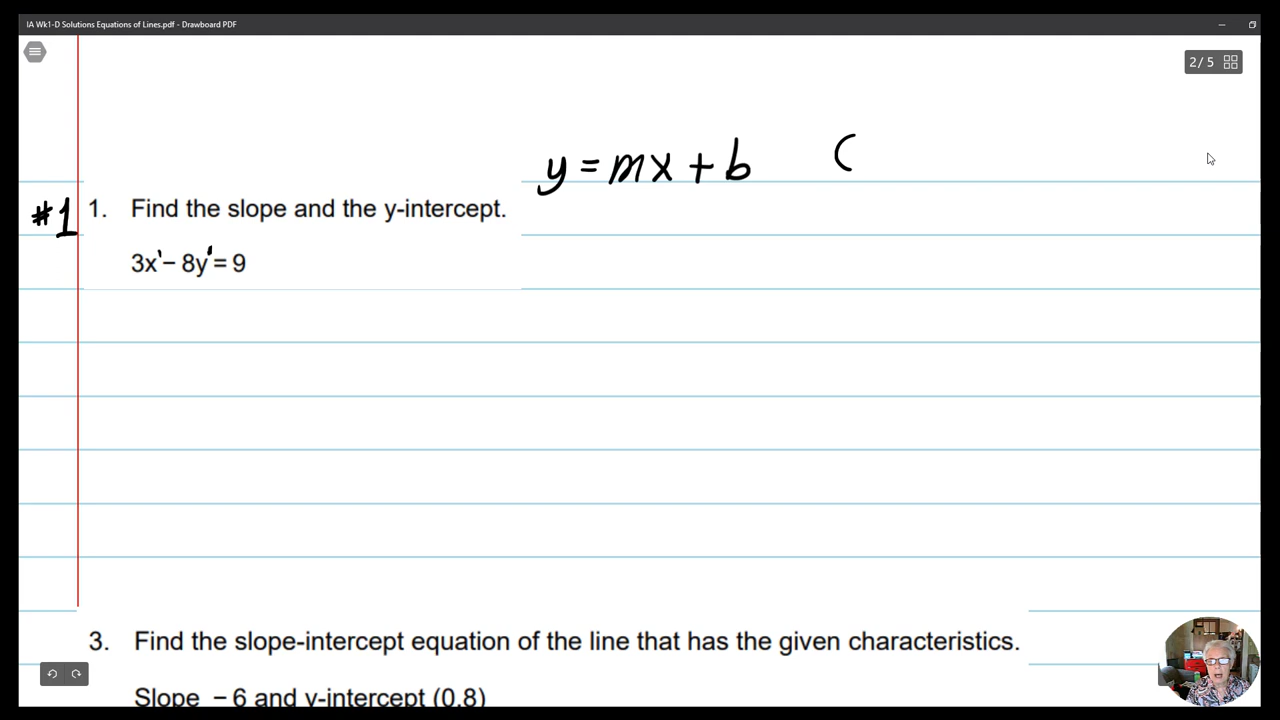 IA Wk1-D Solutions Equations of Lines.pdf - Drawboard PDF
2/5
y = mx + b (
#1 1. Find the slope and the y-intercept.
3x' − 8y' = 9
3. Find the slope-intercept equation of the line that has the given characteristics.
Slope − 6 and y-intercept (0,8)